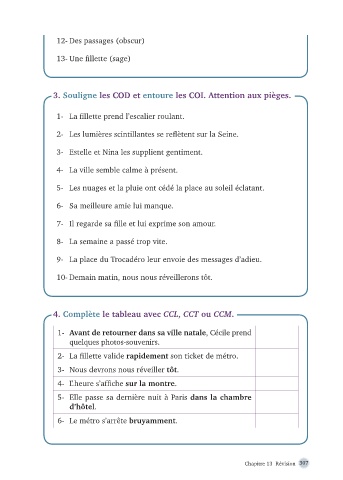 12- Des passages (obscur)
13- Une fillette (sage)
3. Souligne les COD et entoure les COI. Attention aux pièges.
1- La fillette prend l'escalier roulant.
2- Les lumières scintillantes se reflètent sur la Seine.
3- Estelle et Nina les supplient gentiment.
4- La ville semble calme à présent.
5- Les nuages et la pluie ont cédé la place au soleil éclatant.
6- Sa meilleure amie lui manque.
7- Il regarde sa fille et lui exprime son amour.
8- La semaine a passé trop vite.
9- La place du Trocadéro leur envoie des messages d'adieu.
10- Demain matin, nous nous réveillerons tôt.
4. Complète le tableau avec CCL, CCT ou CCM.
1- Avant de retourner dans sa ville natale, Cécile prend
quelques photos-souvenirs.
2- La fillette valide rapidement son ticket de métro.
3- Nous devrons nous réveiller tôt.
4- L'heure s'affiche sur la montre.
5- Elle passe sa dernière nuit à Paris dans la chambre
d'hôtel.
6- Le métro s'arrête bruyamment.
Chapitre 13 Révision 307